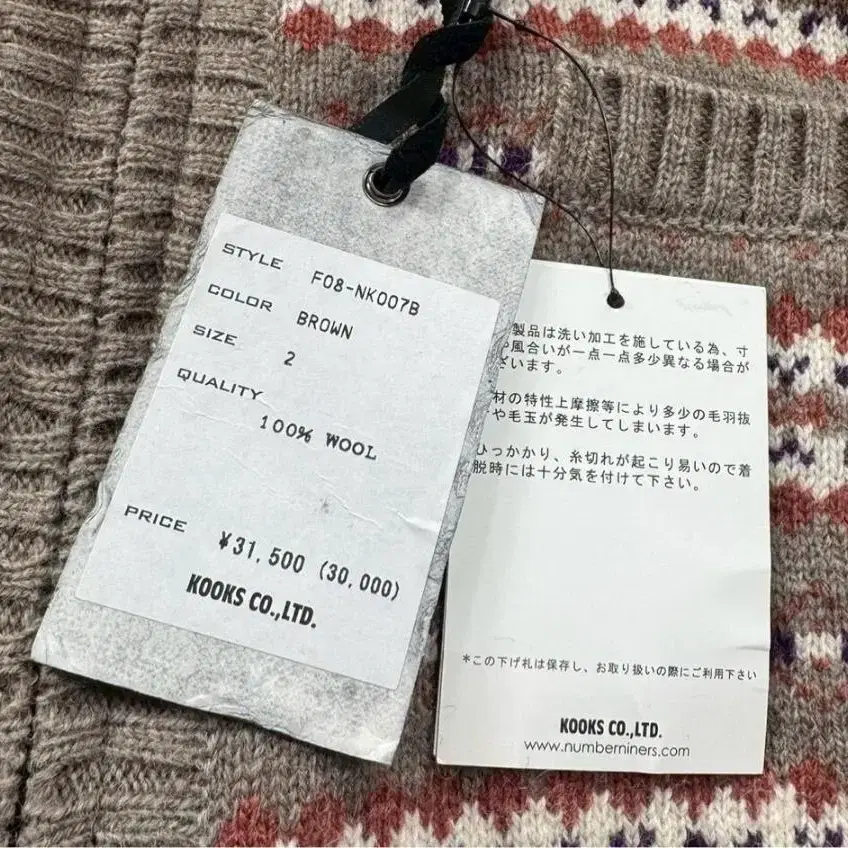 STYLE F08-NK007B
COLOR BROWN
SIZE 2
QUALITY
100% WOOL
PRICE ¥31,500 (30,000)
KOOKS CO.,LTD.
製品は洗い加工を施している為、寸
風合いが一点一点多少異なる場合が
ざいます。
材の特性上摩擦等により多少の毛羽抜
や毛玉が発生してしまいます。
ひっかかり、糸切れが起こり易いので着
脱時には十分気を付けて下さい。
*この下げ札は保存し、お取り扱いの際にご利用下さい
KOOKS CO.,LTD.
www.numberniners.com